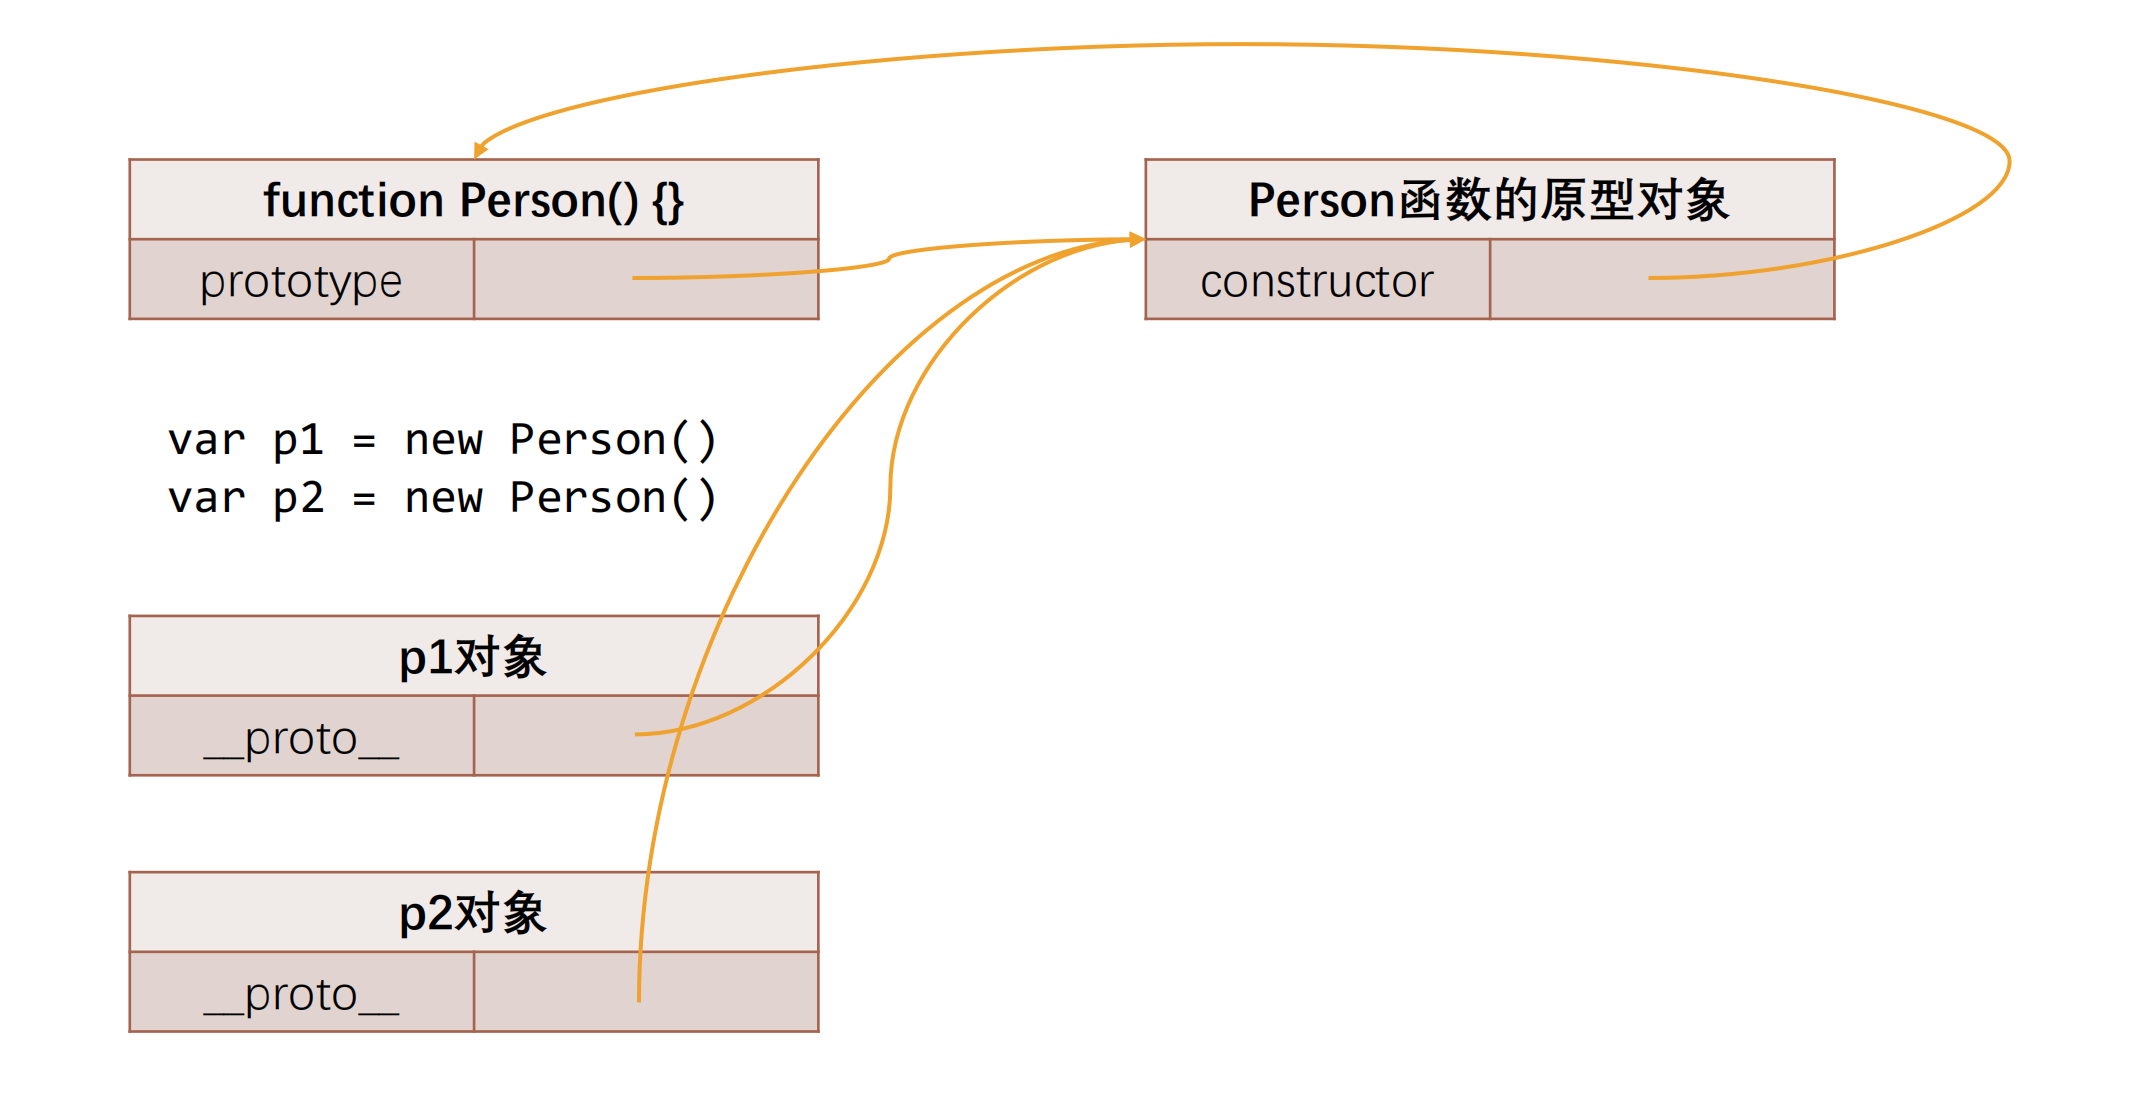 function Person() {}
prototype
Person函数的原型对象
constructor
var p1 = new Person()
var p2 = new Person()
p1对象
__proto__
p2对象
__proto__